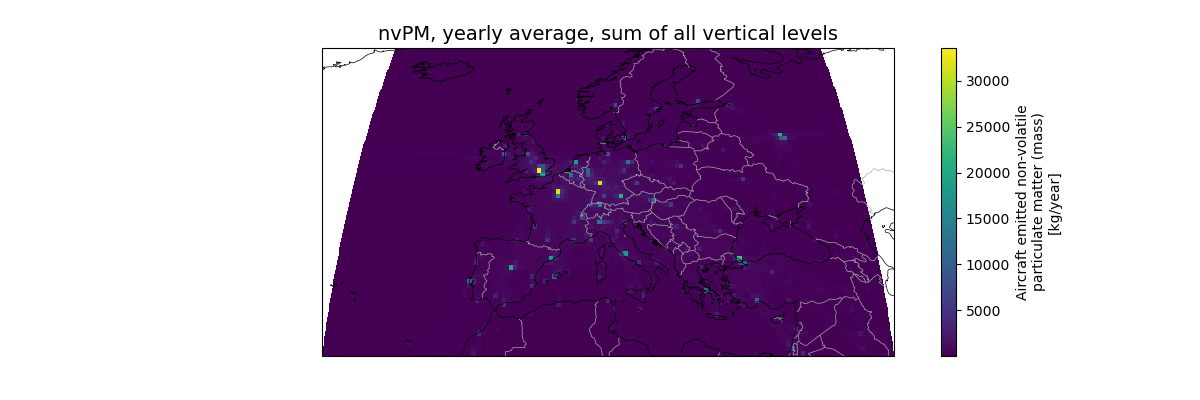 nvPM, yearly average, sum of all vertical levels
30000
25000
20000
15000
10000
5000
Aircraft emitted non-volatile
particulate matter (mass)
[kg/year]